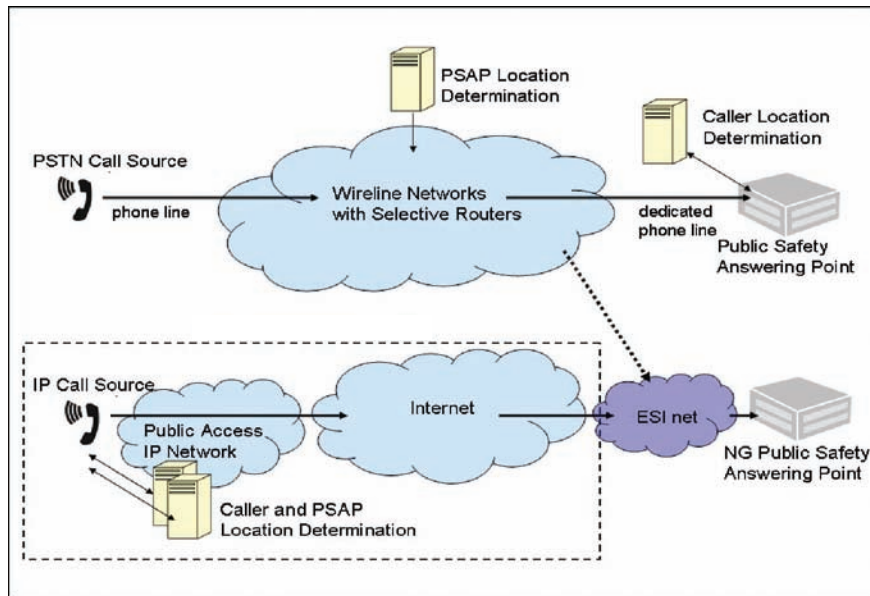 PSAP Location
Determination
Caller Location
Determination
PSTN Call Source
phone line
Wireline Networks
with Selective Routers
dedicated
phone line
Public Safety
Answering Point
IP Call Source
Public Access
IP Network
Internet
ESI net
NG Public Safety
Answering Point
Caller and PSAP
Location Determination